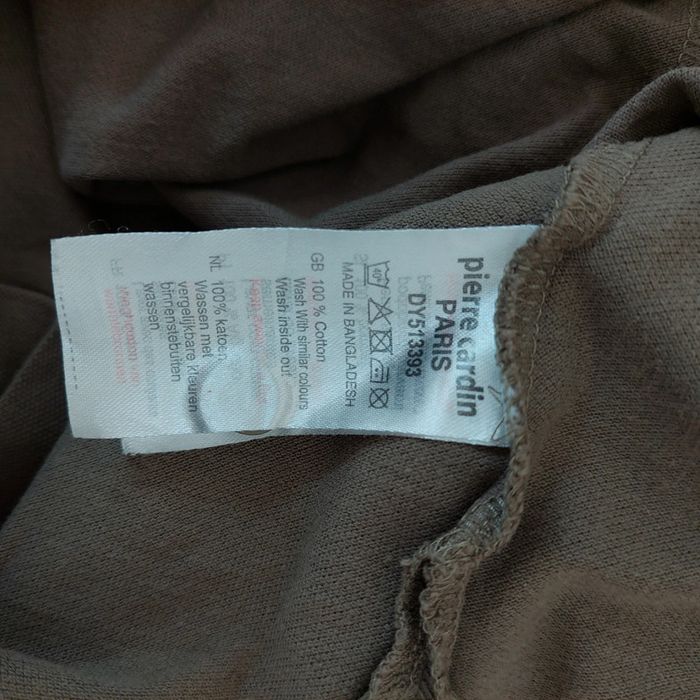 pierre cardin
PARIS
DY513393
40
MADE IN BANGLADESH
GB 100 % Cotton
Wash With similar colours
Wash inside out
NL 100% katoen
Wassen met
vergelijkbare kleuren
binnenstebuiten
wassen